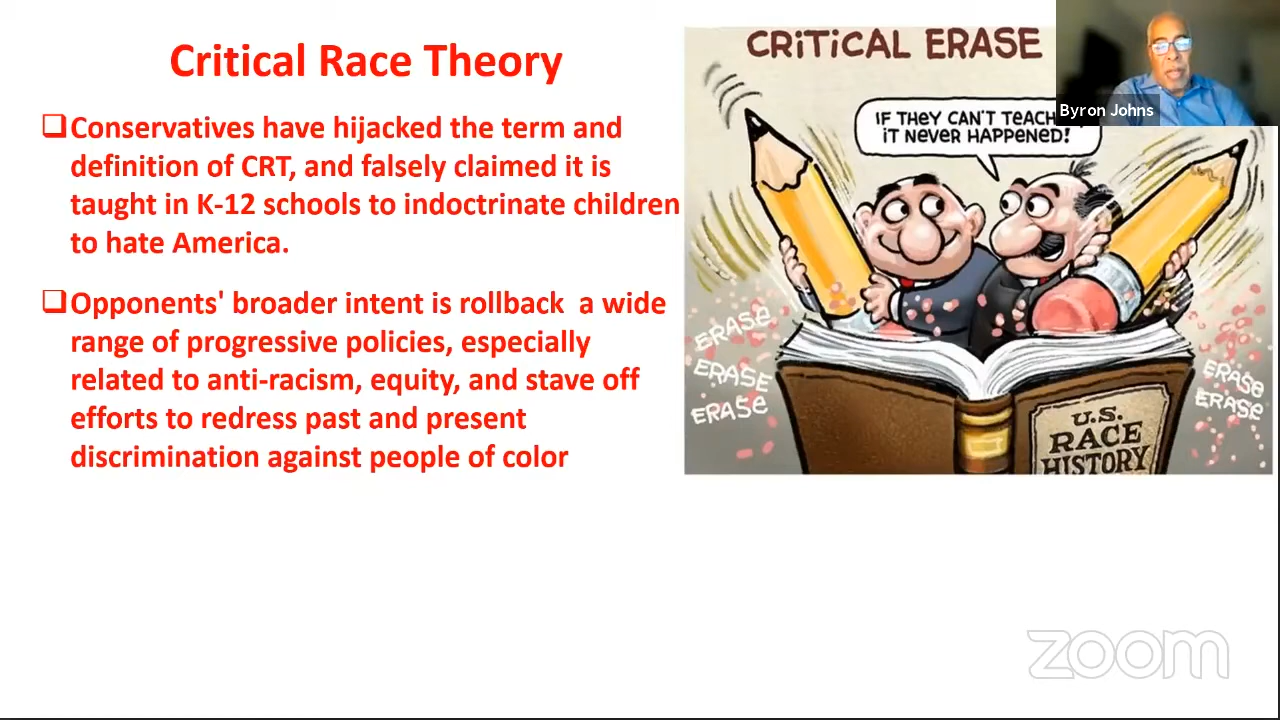 Critical Race Theory
❑Conservatives have hijacked the term and
definition of CRT, and falsely claimed it is
taught in K-12 schools to indoctrinate children
to hate America.
❑Opponents' broader intent is rollback a wide
range of progressive policies, especially
related to anti-racism, equity, and stave off
efforts to redress past and present
discrimination against people of color
CRiTiCAL ERASE
IF THEY CAN'T TEACH
iT NEVER HAPPENED!
ERASE
ERASE
ERASE
ERASE
ERASE
U.S.
RACE
HISTORY
Byron Johns
zoom